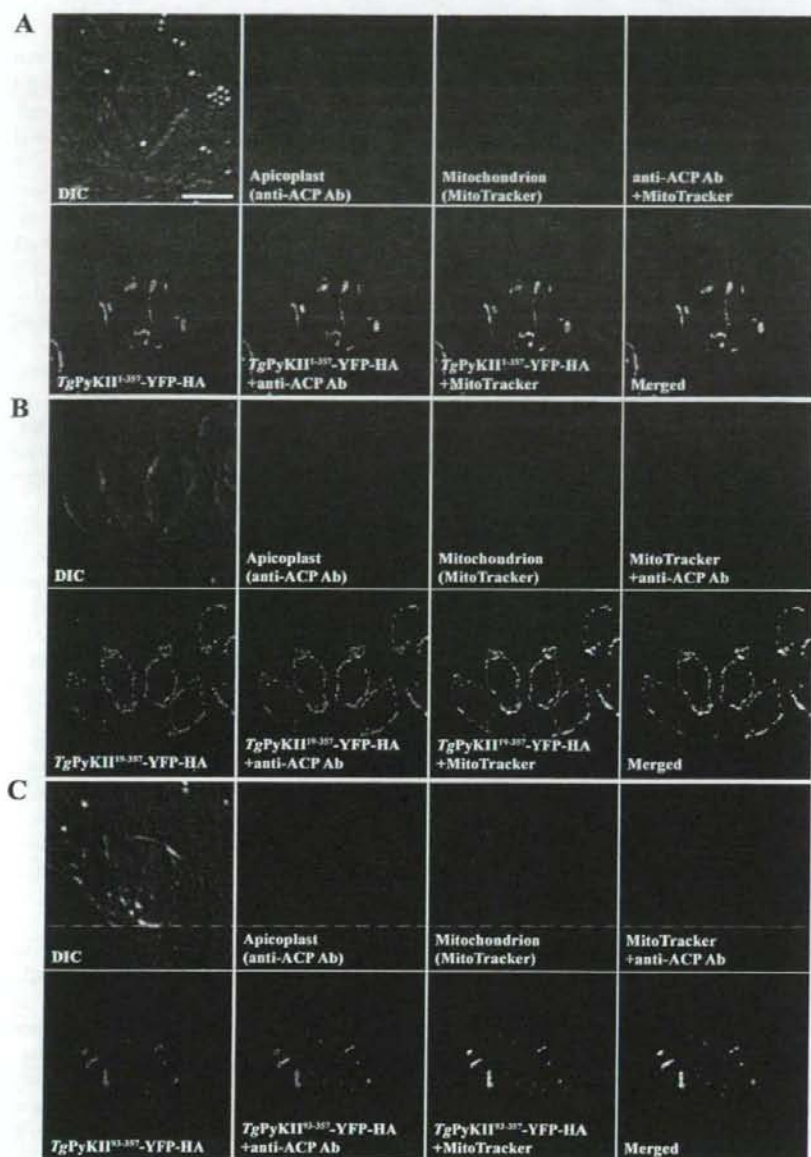 A
DIC
Apicoplast
(anti-ACP Ab)
Mitochondrion
(MitoTracker)
anti-ACP Ab
+MitoTracker
TgPyKII¹⁻³⁵⁷-YFP-HA
TgPyKII¹⁻³⁵⁷-YFP-HA
+anti-ACP Ab
TgPyKII¹⁻³⁵⁷-YFP-HA
+MitoTracker
Merged
B
DIC
Apicoplast
(anti-ACP Ab)
Mitochondrion
(MitoTracker)
MitoTracker
+anti-ACP Ab
TgPyKII¹⁹⁻³⁵⁷-YFP-HA
TgPyKII¹⁹⁻³⁵⁷-YFP-HA
+anti-ACP Ab
TgPyKII¹⁹⁻³⁵⁷-YFP-HA
+MitoTracker
Merged
C
DIC
Apicoplast
(anti-ACP Ab)
Mitochondrion
(MitoTracker)
MitoTracker
+anti-ACP Ab
TgPyKII⁹³⁻³⁵⁷-YFP-HA
TgPyKII⁹³⁻³⁵⁷-YFP-HA
+anti-ACP Ab
TgPyKII⁹³⁻³⁵⁷-YFP-HA
+MitoTracker
Merged